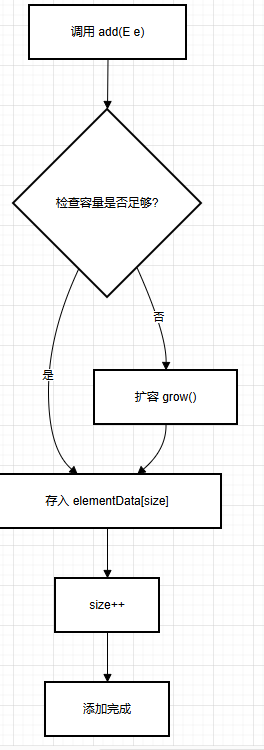 调用 add(E e)
检查容量是否足够?
否
是
扩容 grow()
存入 elementData[size]
size++
添加完成